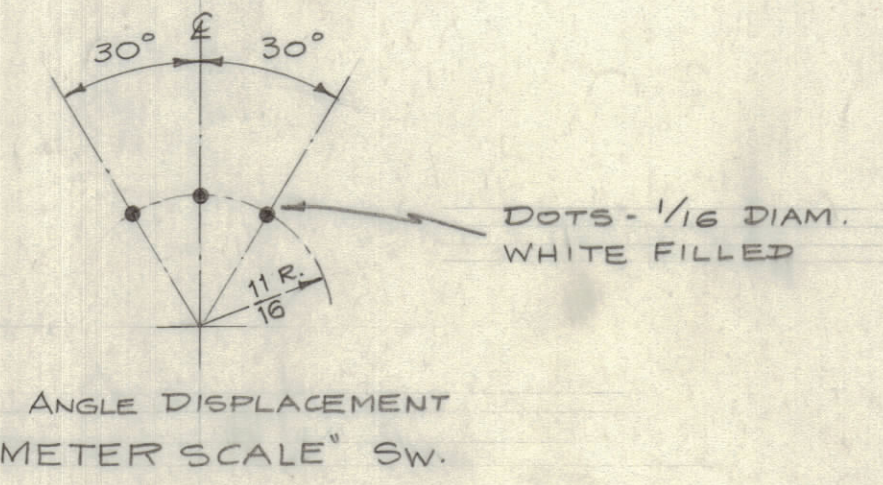 ℄
30° 30°
DOTS - 1/16 DIAM.
WHITE FILLED
11/16 R.
ANGLE DISPLACEMENT
METER SCALE" SW.